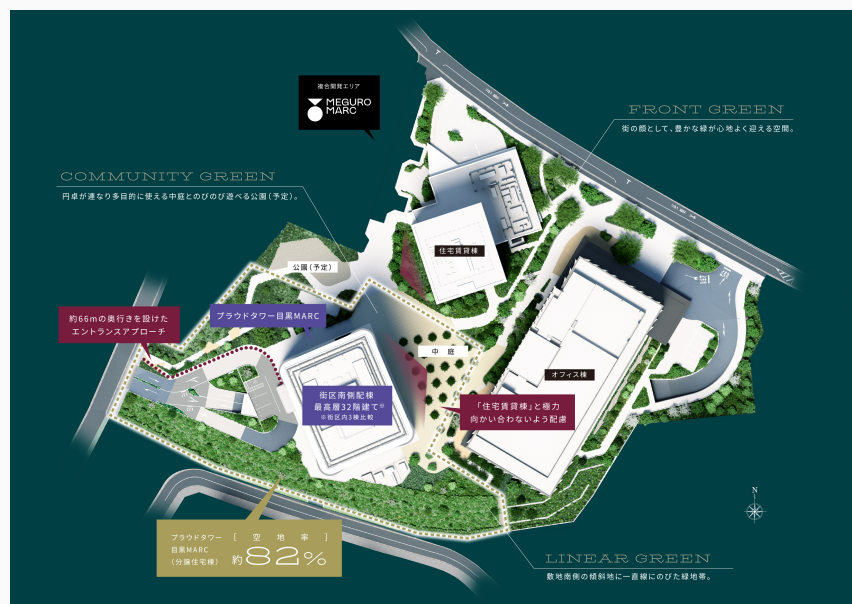 複合開発エリア
MEGURO
MARC
FRONT GREEN
街の顔として、豊かな緑が心地よく迎える空間。
COMMUNITY GREEN
円卓が連なり多目的に使える中庭とのびのび遊べる公園(予定)。
住宅賃貸棟
公園(予定)
約66mの奥行きを設けた
エントランスアプローチ
プラウドタワー目黒MARC
中庭
オフィス棟
街区南側配棟
最高層32階建て※
※街区内3棟比較
「住宅賃貸棟」と極力
向かい合わないよう配慮
N
プラウドタワー
目黒MARC
(分譲住宅棟)
[空地率]
約82%
LINEAR GREEN
敷地南側の傾斜地に一直線にのびた緑地帯。